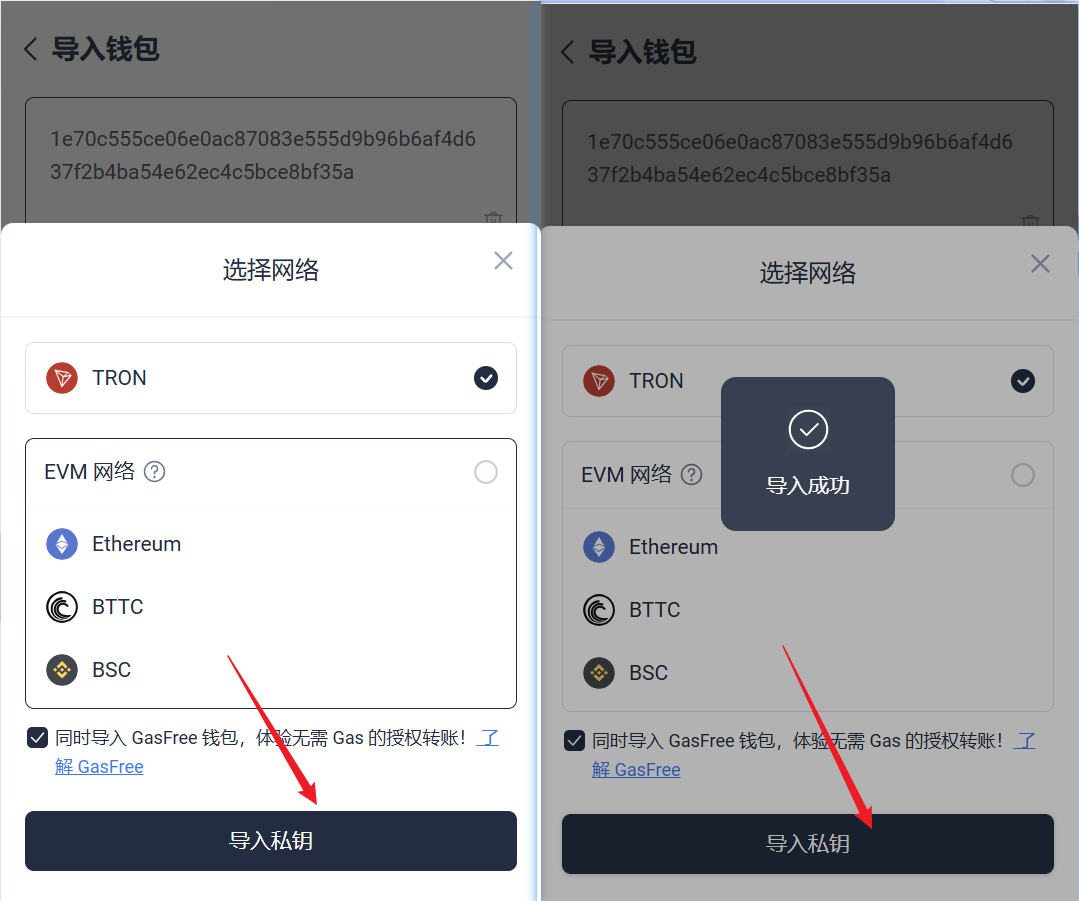 导入钱包
1e70c555ce06e0ac87083e555d9b96b6af4d6
37f2b4ba54e62ec4c5bce8bf35a
选择网络
TRON
EVM 网络
Ethereum
BTTC
BSC
同时导入 GasFree 钱包，体验无需 Gas 的授权转账！了
解 GasFree
导入私钥
导入钱包
1e70c555ce06e0ac87083e555d9b96b6af4d6
37f2b4ba54e62ec4c5bce8bf35a
选择网络
TRON
导入成功
EVM 网络
Ethereum
BTTC
BSC
同时导入 GasFree 钱包，体验无需 Gas 的授权转账！了
解 GasFree
导入私钥